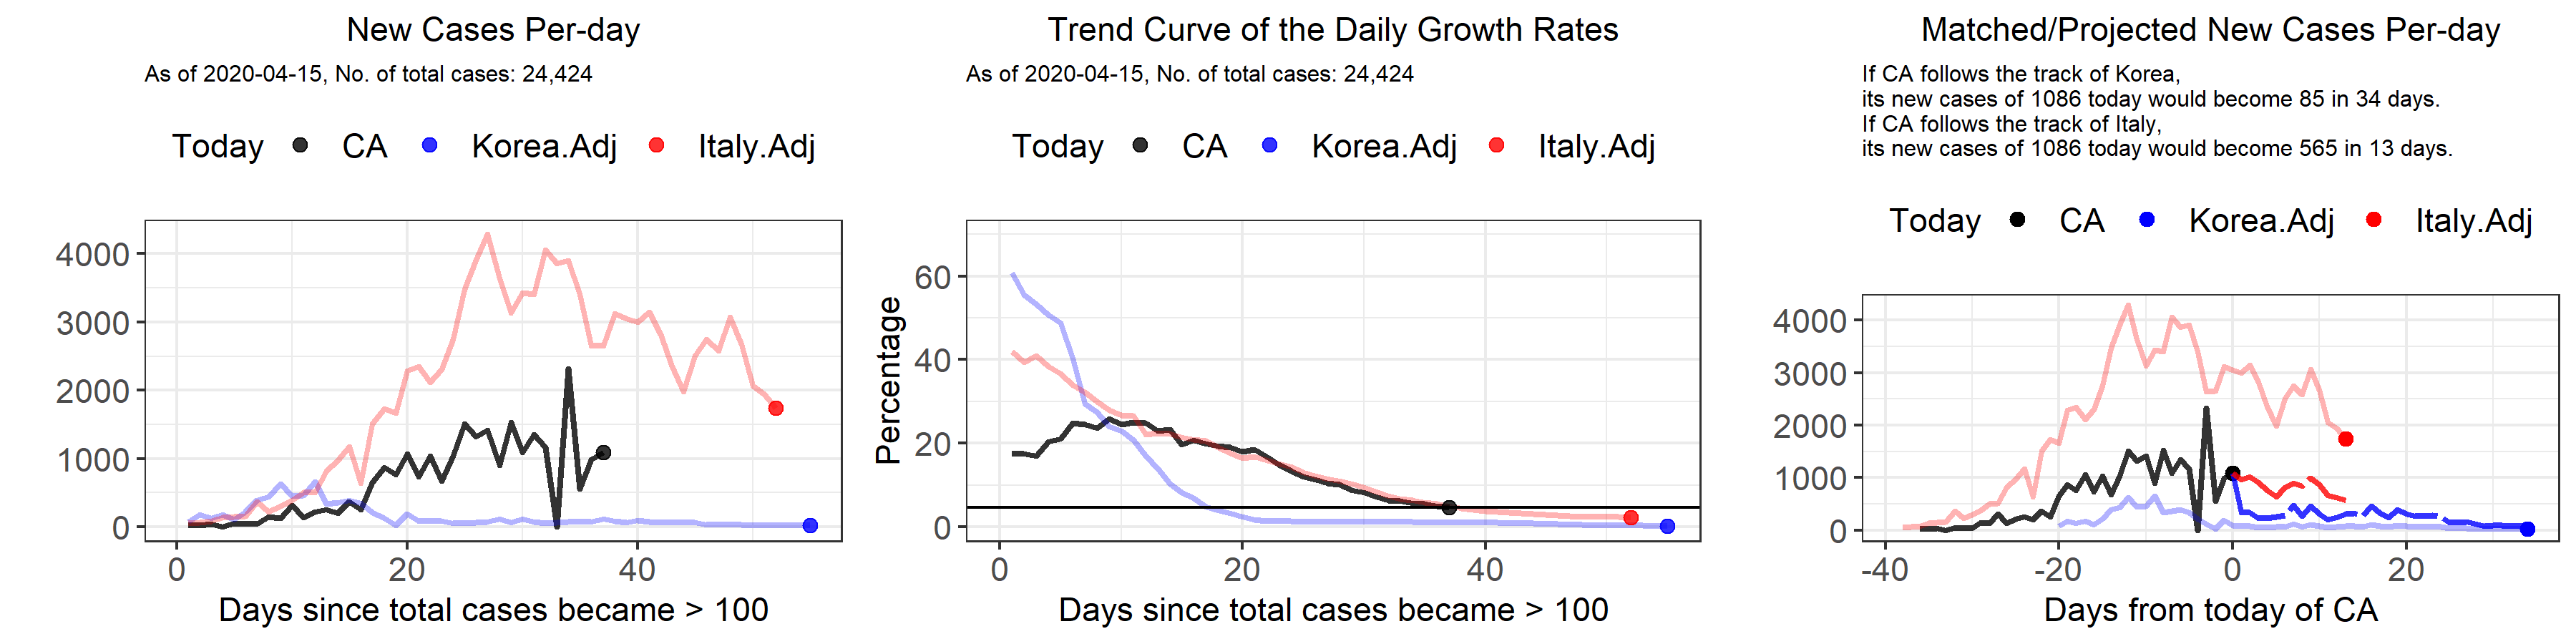 New Cases Per-day
As of 2020-04-15, No. of total cases: 24,424
Today CA Korea.Adj Italy.Adj
4000
3000
2000
1000
0
0 20 40
Days since total cases became > 100
Trend Curve of the Daily Growth Rates
As of 2020-04-15, No. of total cases: 24,424
Today CA Korea.Adj Italy.Adj
Percentage
60
40
20
0
0 20 40
Days since total cases became > 100
Matched/Projected New Cases Per-day
If CA follows the track of Korea,
its new cases of 1086 today would become 85 in 34 days.
If CA follows the track of Italy,
its new cases of 1086 today would become 565 in 13 days.
Today CA Korea.Adj Italy.Adj
4000
3000
2000
1000
0
-40 -20 0 20
Days from today of CA